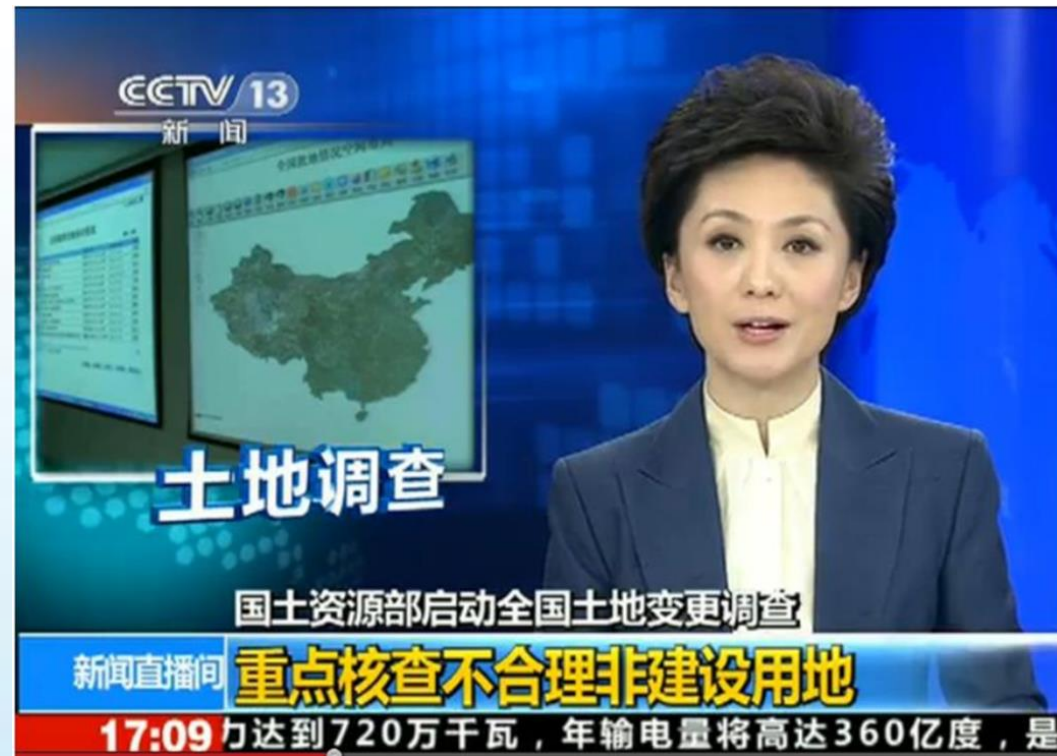 CCTV 13
新闻
土地调查
国土资源部启动全国土地变更调查
新闻直播间
重点核查不合理非建设用地
17:09
力达到720万千瓦，年输电量将高达360亿度，是